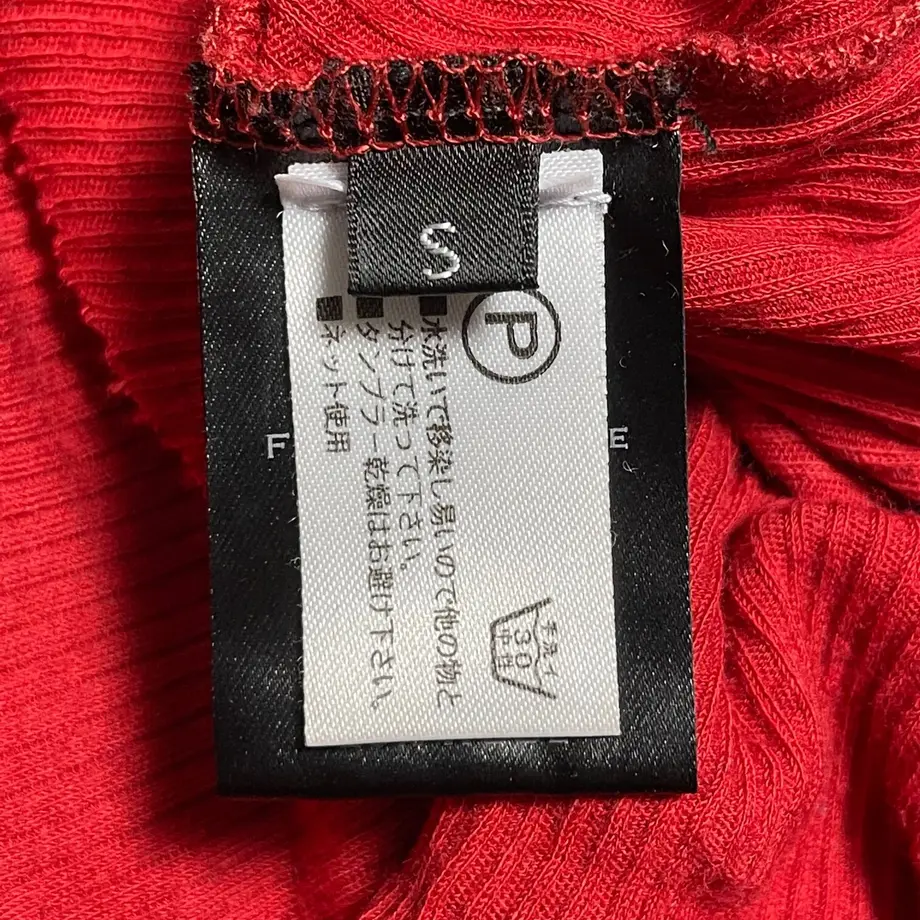 S
P
手洗イ
30
中性
■水洗いで移染し易いので他の物と
分けて洗って下さい。
■タンブラー乾燥はお避け下さい。
■ネット使用
F
E